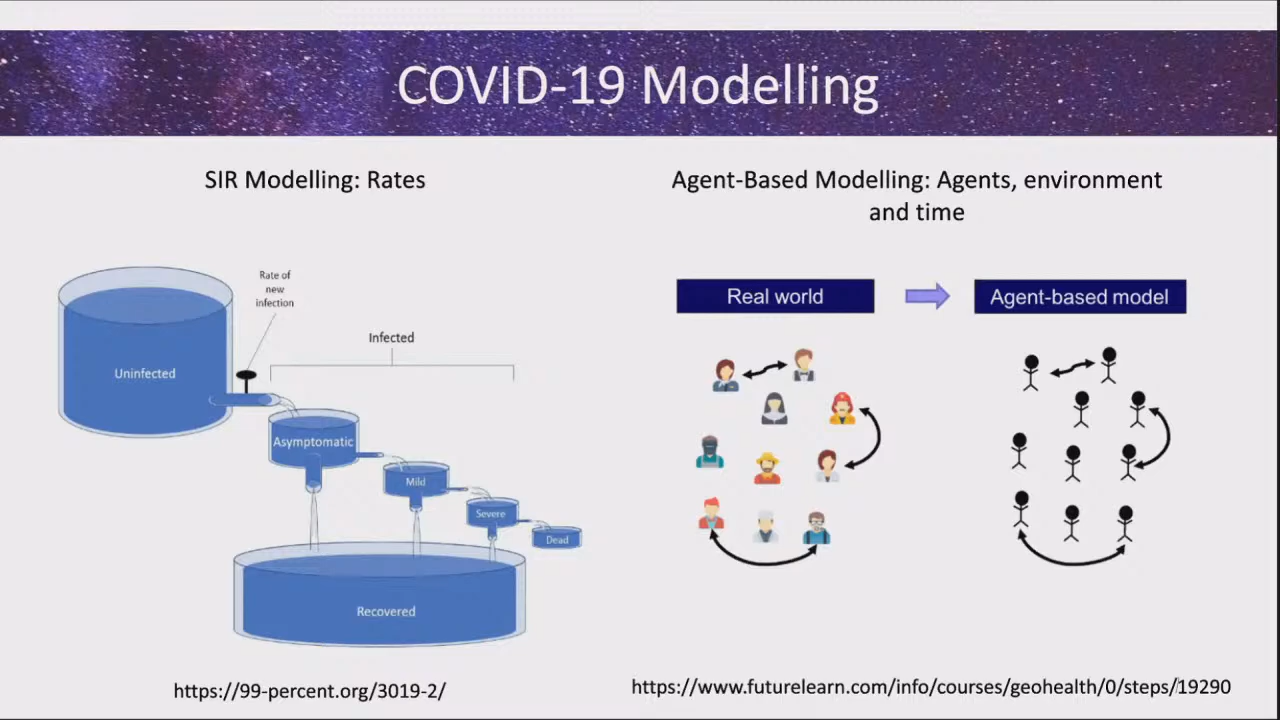 COVID-19 Modelling
SIR Modelling: Rates
Rate of
new
infection
Infected
Uninfected
Asymptomatic
Mild
Severe
Dead
Recovered
https://99-percent.org/3019-2/
Agent-Based Modelling: Agents, environment
and time
Real world
Agent-based model
https://www.futurelearn.com/info/courses/geohealth/0/steps/19290